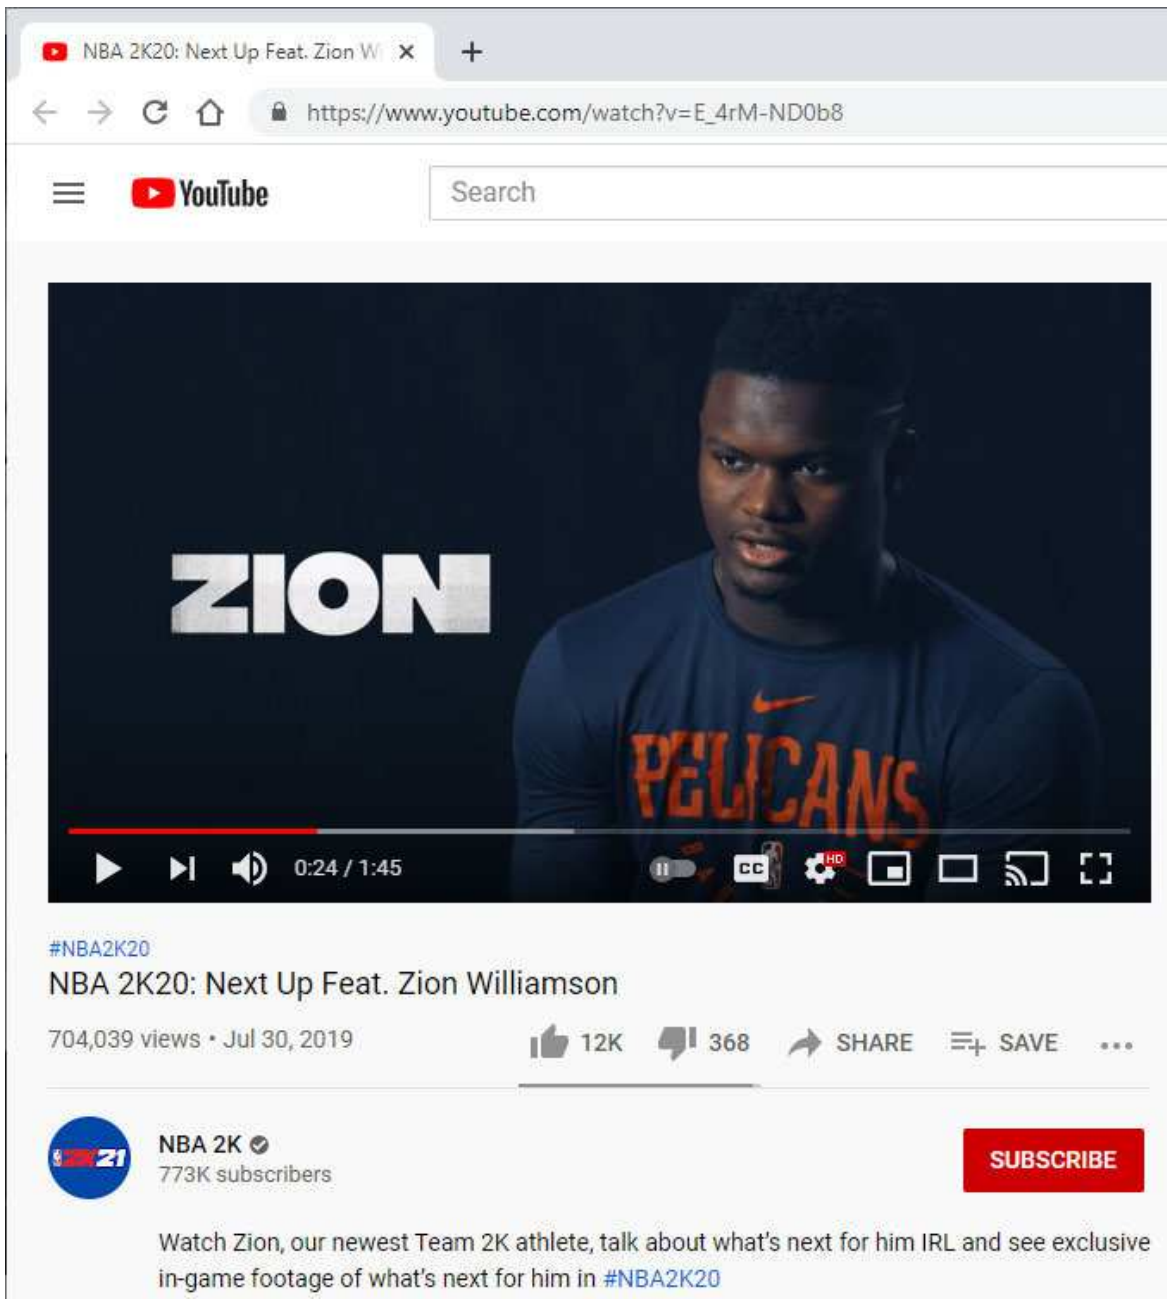 NBA 2K20: Next Up Feat. Zion Wi
https://www.youtube.com/watch?v=E_4rM-ND0b8
YouTube
Search
ZION
PELICANS
0:24 / 1:45
CC
HD
#NBA2K20
NBA 2K20: Next Up Feat. Zion Williamson
704,039 views • Jul 30, 2019
12K
368
SHARE
SAVE
2K21
NBA 2K
773K subscribers
SUBSCRIBE
Watch Zion, our newest Team 2K athlete, talk about what's next for him IRL and see exclusive
in-game footage of what's next for him in #NBA2K20